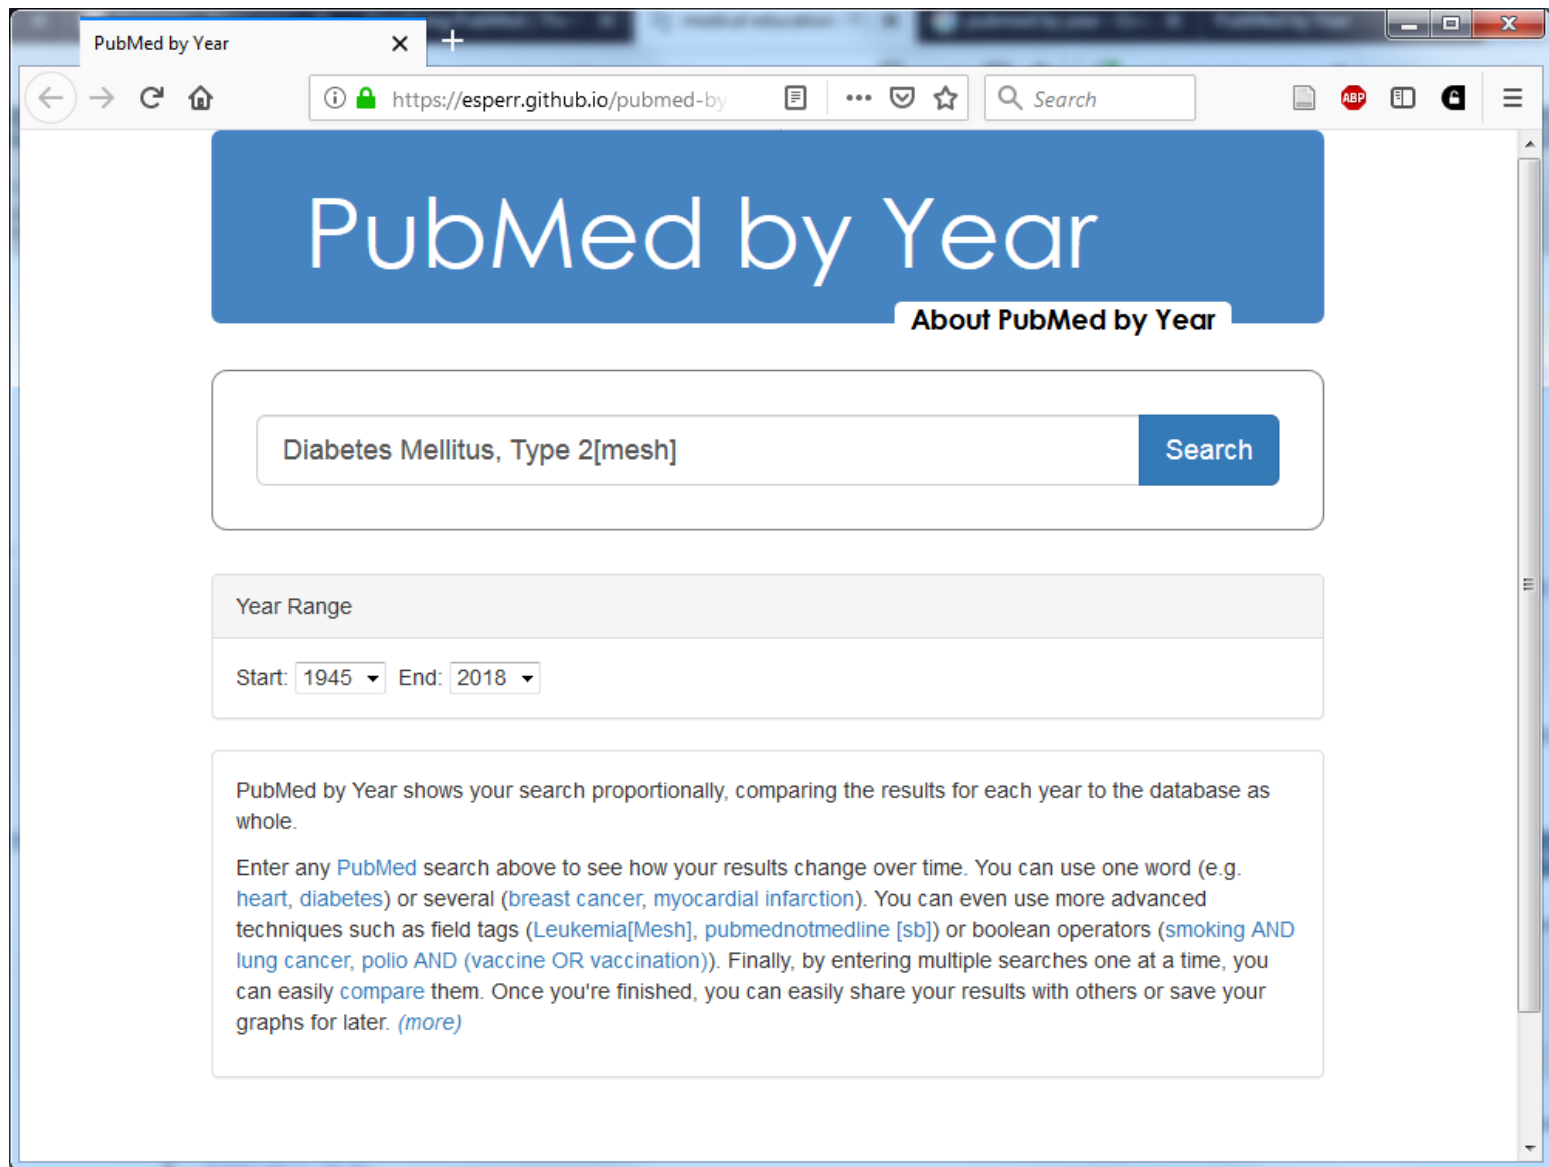 PubMed by Year
https://esperr.github.io/pubmed-by
Search
PubMed by Year
About PubMed by Year
Diabetes Mellitus, Type 2[mesh]
Search
Year Range
Start: 1945 End: 2018
PubMed by Year shows your search proportionally, comparing the results for each year to the database as
whole.
Enter any PubMed search above to see how your results change over time. You can use one word (e.g.
heart, diabetes) or several (breast cancer, myocardial infarction). You can even use more advanced
techniques such as field tags (Leukemia[Mesh], pubmednotmedline [sb]) or boolean operators (smoking AND
lung cancer, polio AND (vaccine OR vaccination)). Finally, by entering multiple searches one at a time, you
can easily compare them. Once you're finished, you can easily share your results with others or save your
graphs for later. (more)